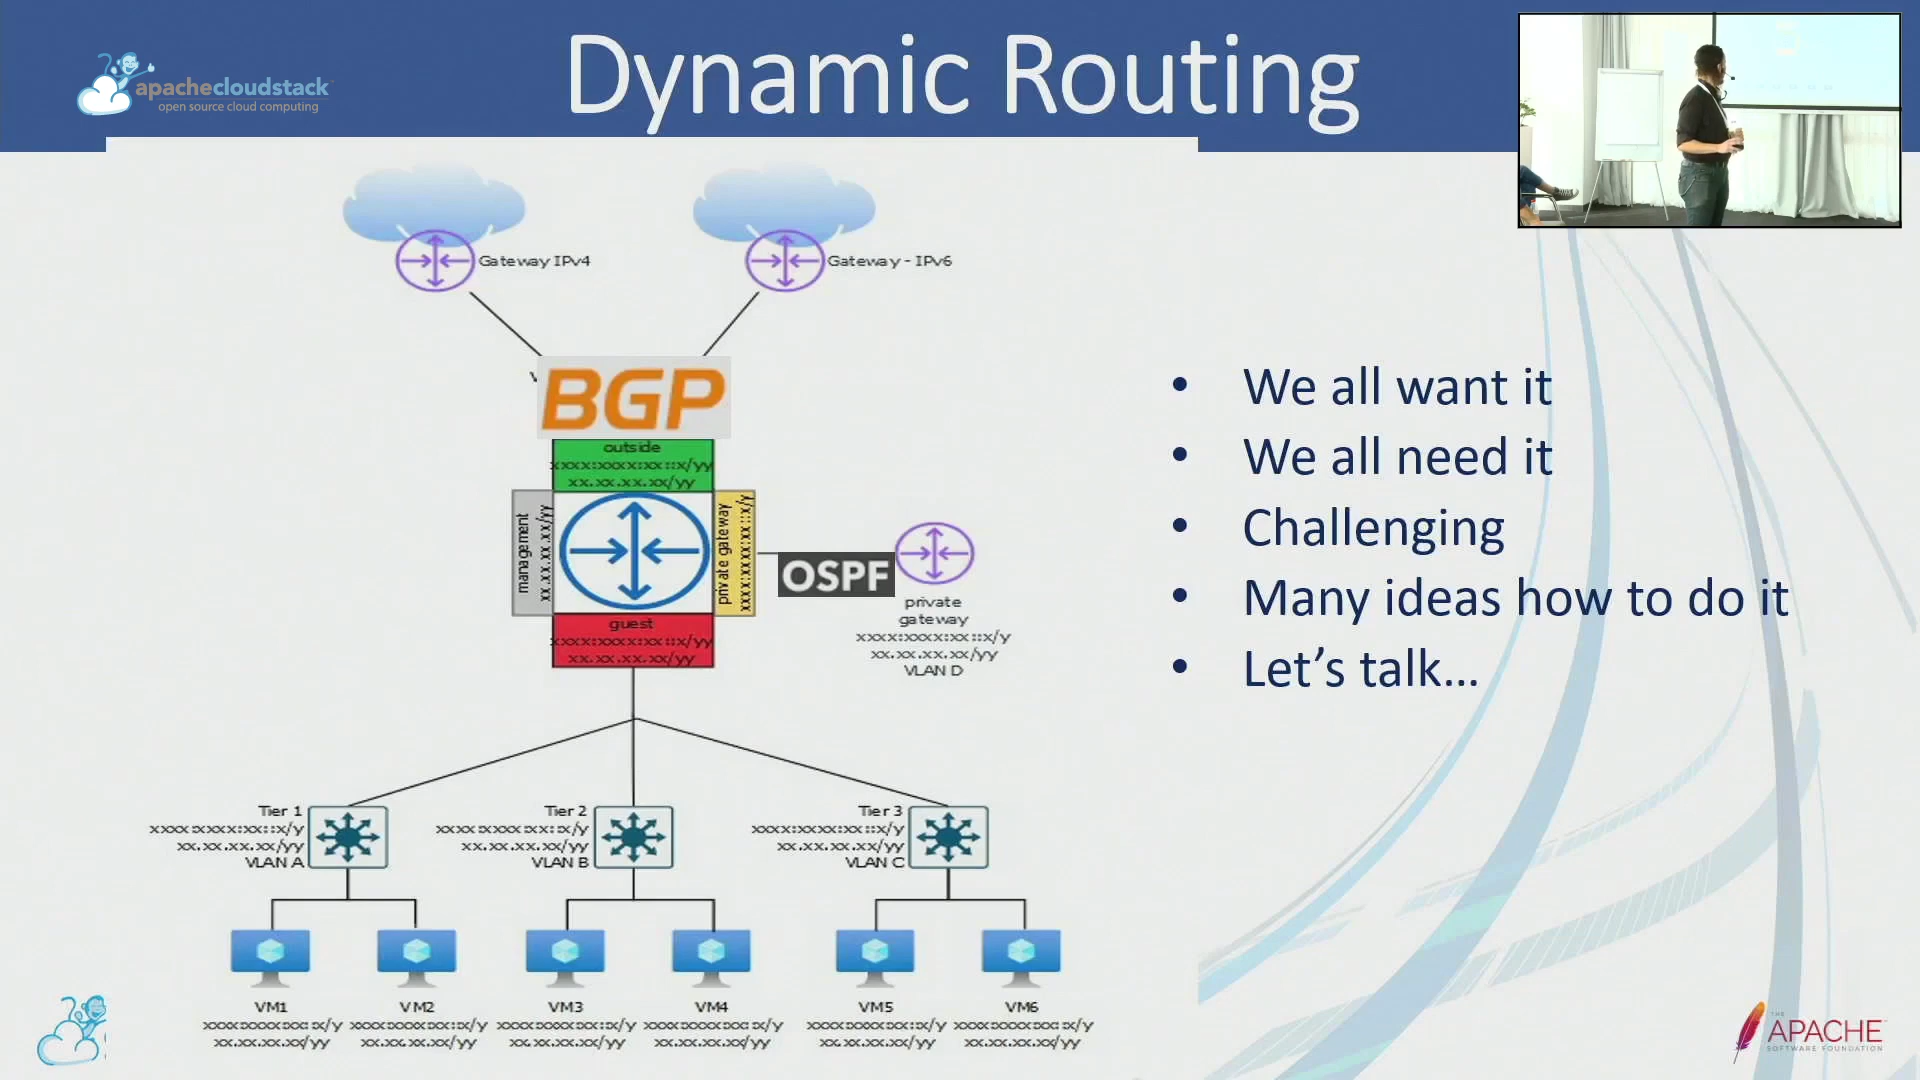 Dynamic Routing
apachecloudstack
open source cloud computing
Gateway IPv4
Gateway - IPv6
BGP
outside
xxxx:xxxx:xx::x/yy
xx.xx.xx.xx/yy
management
xx.xx.xx.xx/yy
private gateway
xxxx:xxxx:xx::x/y
OSPF
private
gateway
xxxx:xxxx:xx::x/y
xx.xx.xx.xx/yy
VLAN D
guest
xxxx:xxxx:xx::x/yy
xx.xx.xx.xx/yy
Tier 1
xxxx:xxxx:xx::x/y
xx.xx.xx.xx/yy
VLAN A
Tier 2
xxxx:xxxx:xx::x/y
xx.xx.xx.xx/yy
VLAN B
Tier 3
xxxx:xxxx:xx::x/y
xx.xx.xx.xx/yy
VLAN C
VM1
xxxx:xxxx:xx::x/y
xx.xx.xx.xx/yy
VM2
xxxx:xxxx:xx::x/y
xx.xx.xx.xx/yy
VM3
xxxx:xxxx:xx::x/y
xx.xx.xx.xx/yy
VM4
xxxx:xxxx:xx::x/y
xx.xx.xx.xx/yy
VM5
xxxx:xxxx:xx::x/y
xx.xx.xx.xx/yy
VM6
xxxx:xxxx:xx::x/y
xx.xx.xx.xx/yy
• We all want it
• We all need it
• Challenging
• Many ideas how to do it
• Let’s talk…
THE
APACHE
SOFTWARE FOUNDATION